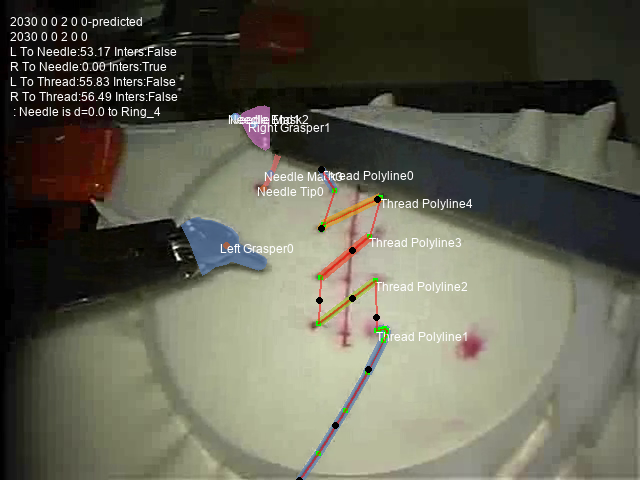 2030 0 0 2 0 0-predicted
2030 0 0 2 0 0
L To Needle:53.17 Inters:False
R To Needle:0.00 Inters:True
L To Thread:55.83 Inters:False
R To Thread:56.49 Inters:False
: Needle is d=0.0 to Ring_4
Right Grasper1
Thread Polyline0
Needle Tip0
Thread Polyline4
Thread Polyline3
Left Grasper0
Thread Polyline2
Thread Polyline1